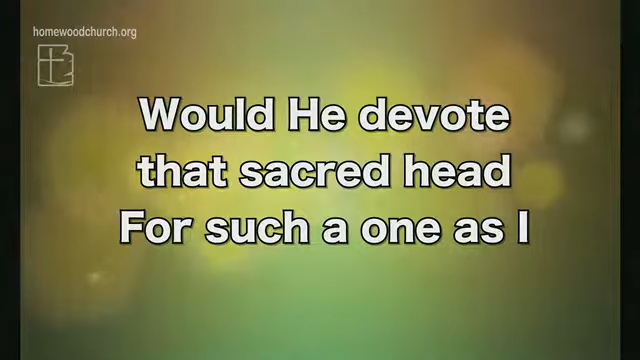 homewoodchurch.org
Would He devote
that sacred head
For such a one as I